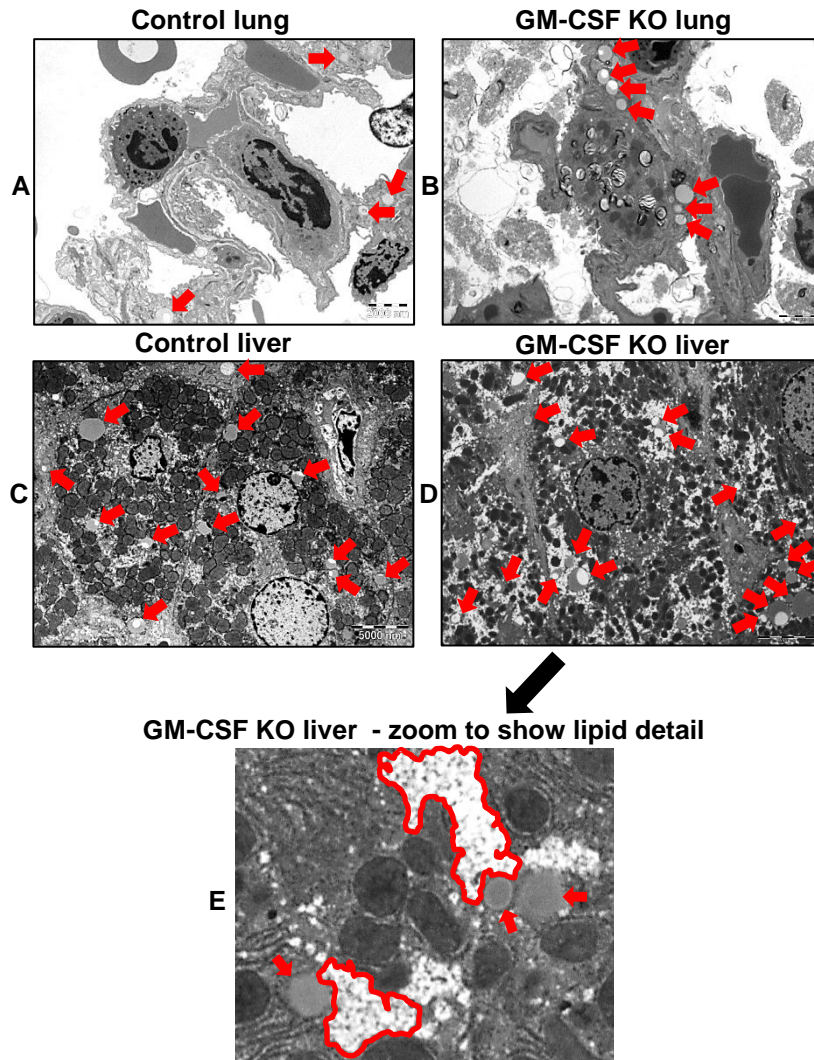 Control lung
GM-CSF KO lung
A
B
2000 nm
Control liver
GM-CSF KO liver
C
D
5000 nm
GM-CSF KO liver - zoom to show lipid detail
E